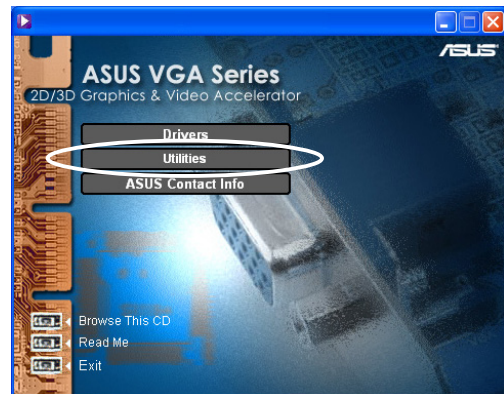 ASUS
ASUS VGA Series
2D/3D Graphics & Video Accelerator
Drivers
Utilities
ASUS Contact Info
Browse This CD
Read Me
Exit